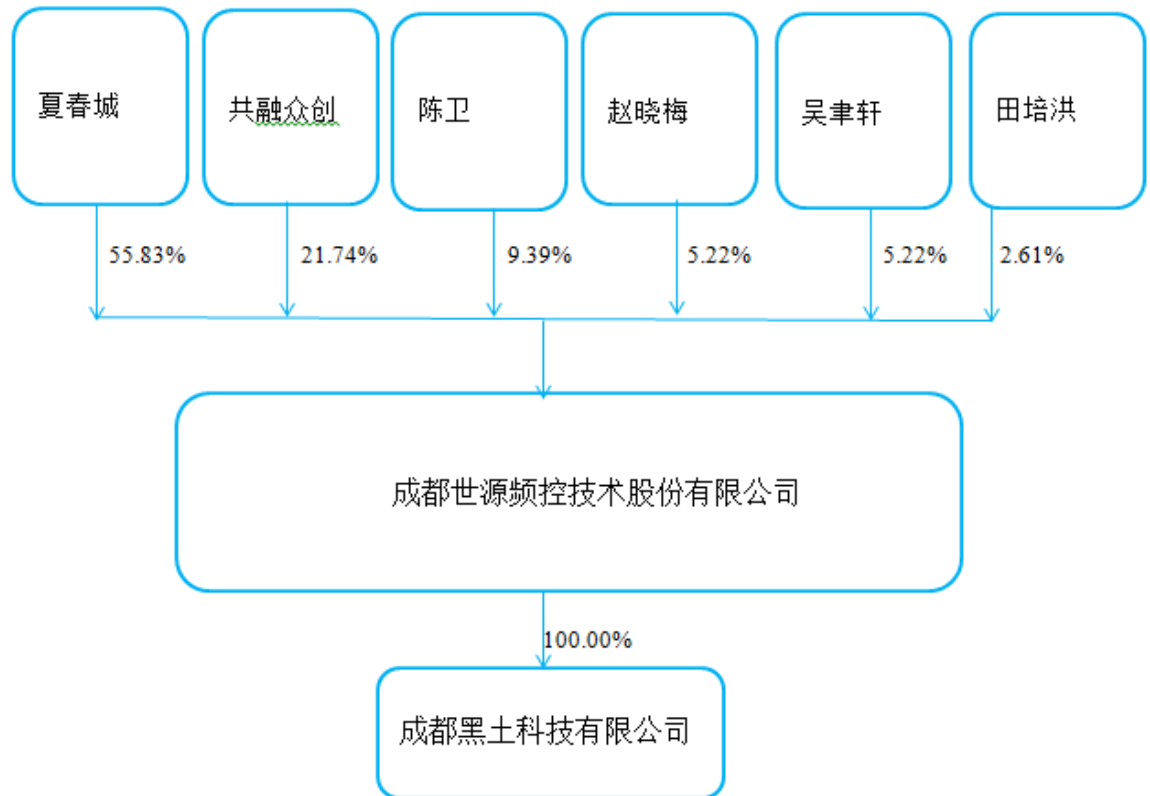 夏春城
共融众创
陈卫
赵晓梅
吴聿轩
田培洪
55.83%
21.74%
9.39%
5.22%
5.22%
2.61%
成都世源频控技术股份有限公司
100.00%
成都黑土科技有限公司